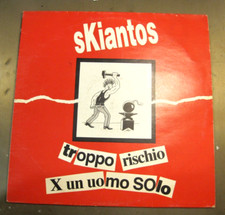 sKiantos
troppo rischio
X un uomo SOlo